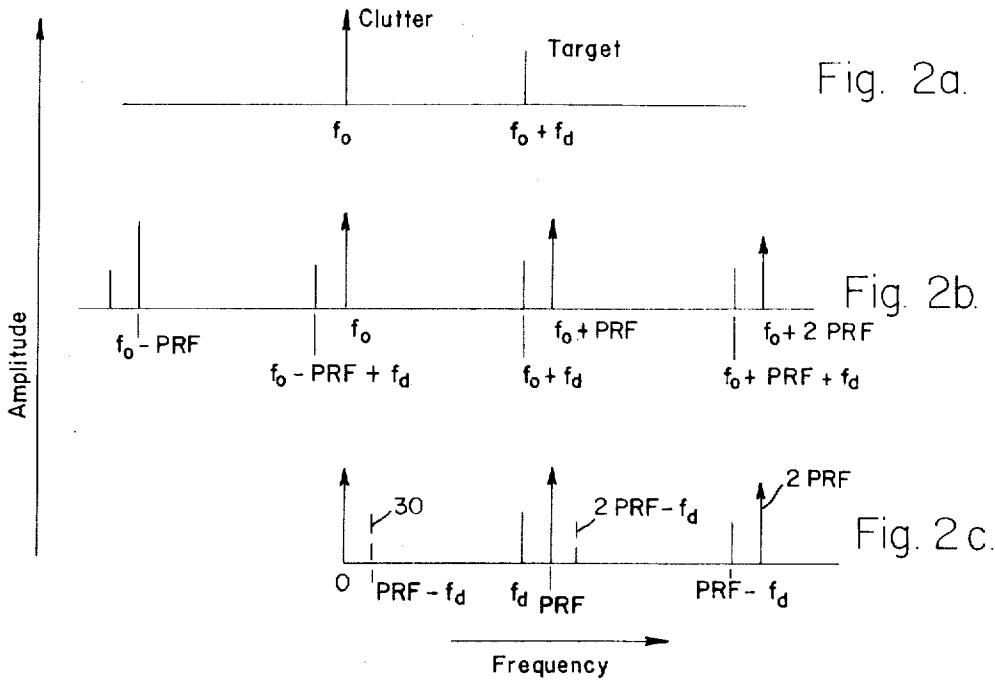 Clutter
Target
Fig. 2a.
f₀
f₀ + f_d
Fig. 2b.
f₀ - PRF
f₀
f₀ + PRF
f₀ + 2 PRF
f₀ - PRF + f_d
f₀ + f_d
f₀ + PRF + f_d
Amplitude
30
2 PRF - f_d
2 PRF
Fig. 2c.
0
PRF - f_d
f_d
PRF
PRF - f_d
Frequency